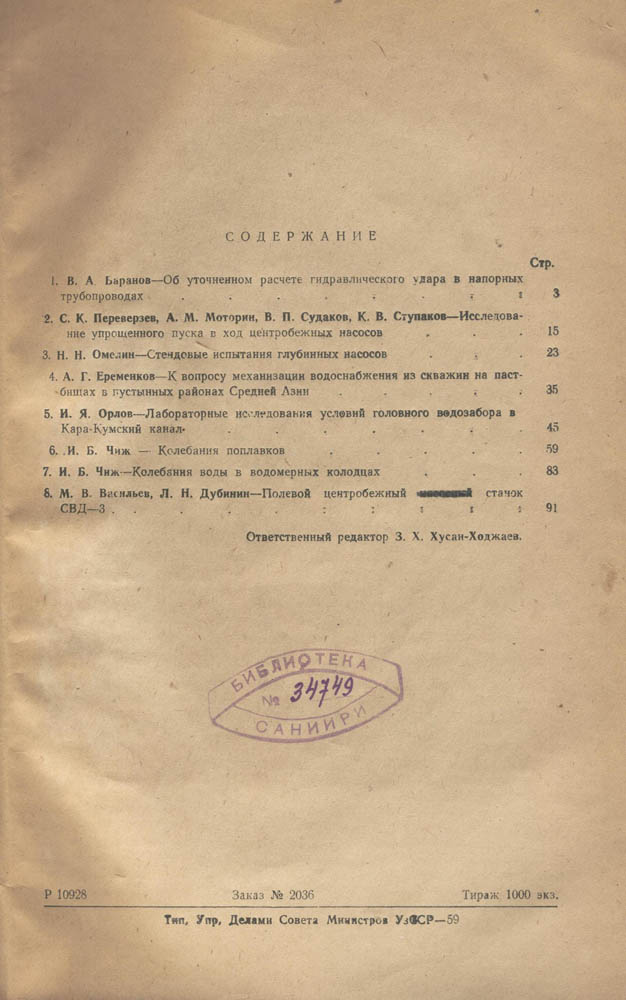 СОДЕРЖАНИЕ
Стр.
1. В. А. Баранов—Об уточненном расчете гидравлического удара в напорных
трубопроводах . . . . . . . : 3
2. С. К. Переверзев, А. М. Моторин, В. П. Судаков, К. В. Ступаков—Исследова-
ние упрощенного пуска в ход центробежных насосов . . . 15
3. Н. Н. Омелин—Стендовые испытания глубинных насосов . . . 23
4. А. Г. Еременков—К вопросу механизации водоснабжения из скважин на паст-
бищах в пустынных районах Средней Азии . . . . . 35
5. И. Я. Орлов—Лабораторные исследования условий головного водозабора в
Кара-Кумский канал . . . . . . . 45
6. И. Б. Чиж — Колебания поплавков . . . . . 59
7. И. Б. Чиж—Колебания воды в водомерных колодцах . . . 83
8. М. В. Васильев, Л. Н. Дубинин—Полевой центробежный станок
СВД—3 . . . . : : : : 91
Ответственный редактор З. Х. Хусан-Ходжаев.
БИБЛИОТЕКА
№ 34749
САНИИРИ
Р 10928 Заказ № 2036 Тираж 1000 экз.
Тип, Упр, Делами Совета Министров УзССР—59